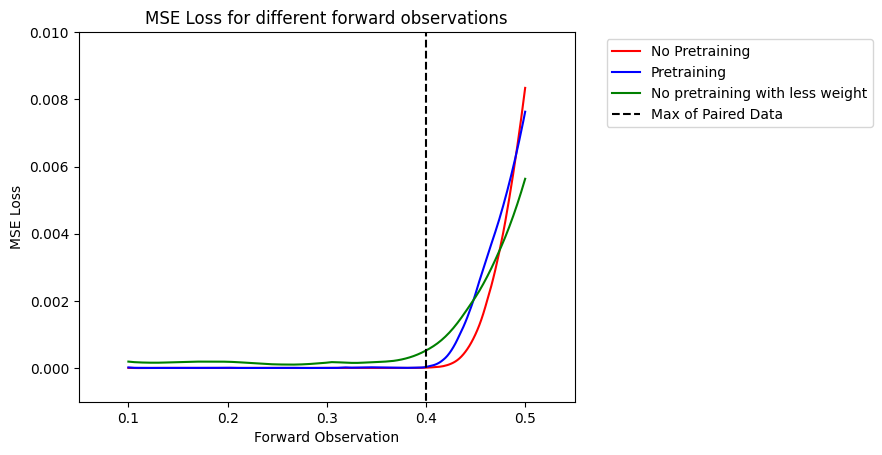 MSE Loss for different forward observations
0.010
0.008
0.006
0.004
0.002
0.000
MSE Loss
0.1 0.2 0.3 0.4 0.5
Forward Observation
No Pretraining
Pretraining
No pretraining with less weight
Max of Paired Data